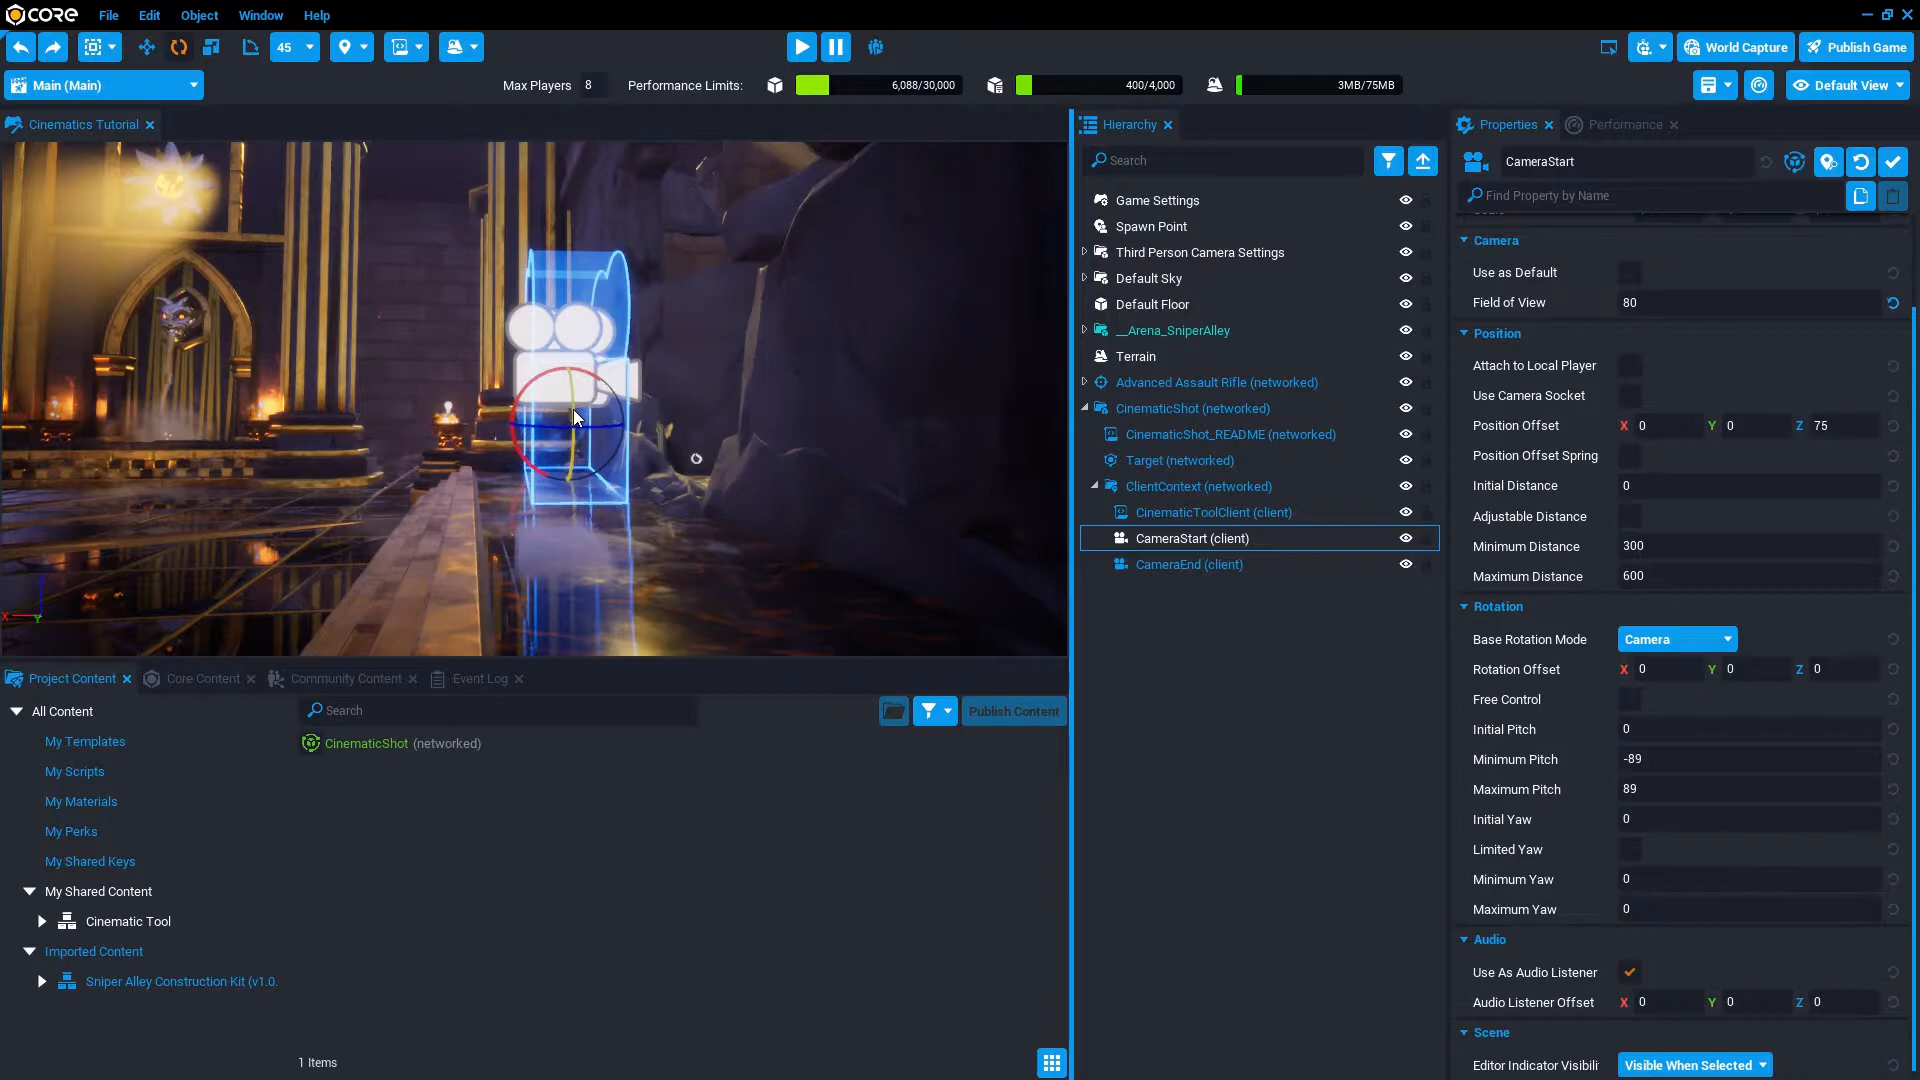 CORE File Edit Object Window Help
45 World Capture Publish Game
Main (Main) Max Players 8 Performance Limits: 6,088/30,000 400/4,000 3MB/75MB Default View
Cinematics Tutorial
Hierarchy
Search
Game Settings
Spawn Point
Third Person Camera Settings
Default Sky
Default Floor
__Arena_SniperAlley
Terrain
Advanced Assault Rifle (networked)
CinematicShot (networked)
CinematicShot_README (networked)
Target (networked)
ClientContext (networked)
CinematicToolClient (client)
CameraStart (client)
CameraEnd (client)
Properties Performance
CameraStart
Find Property by Name
Camera
Use as Default
Field of View 80
Position
Attach to Local Player
Use Camera Socket
Position Offset X 0 Y 0 Z 75
Position Offset Spring
Initial Distance 0
Adjustable Distance
Minimum Distance 300
Maximum Distance 600
Rotation
Base Rotation Mode Camera
Rotation Offset X 0 Y 0 Z 0
Free Control
Initial Pitch 0
Minimum Pitch -89
Maximum Pitch 89
Initial Yaw 0
Limited Yaw
Minimum Yaw 0
Maximum Yaw 0
Audio
Use As Audio Listener
Audio Listener Offset X 0 Y 0 Z 0
Scene
Editor Indicator Visibili Visible When Selected
X Y
Project Content Core Content Community Content Event Log
All Content
My Templates
My Scripts
My Materials
My Perks
My Shared Keys
My Shared Content
Cinematic Tool
Imported Content
Sniper Alley Construction Kit (v1.0.
Search Publish Content
CinematicShot (networked)
1 Items